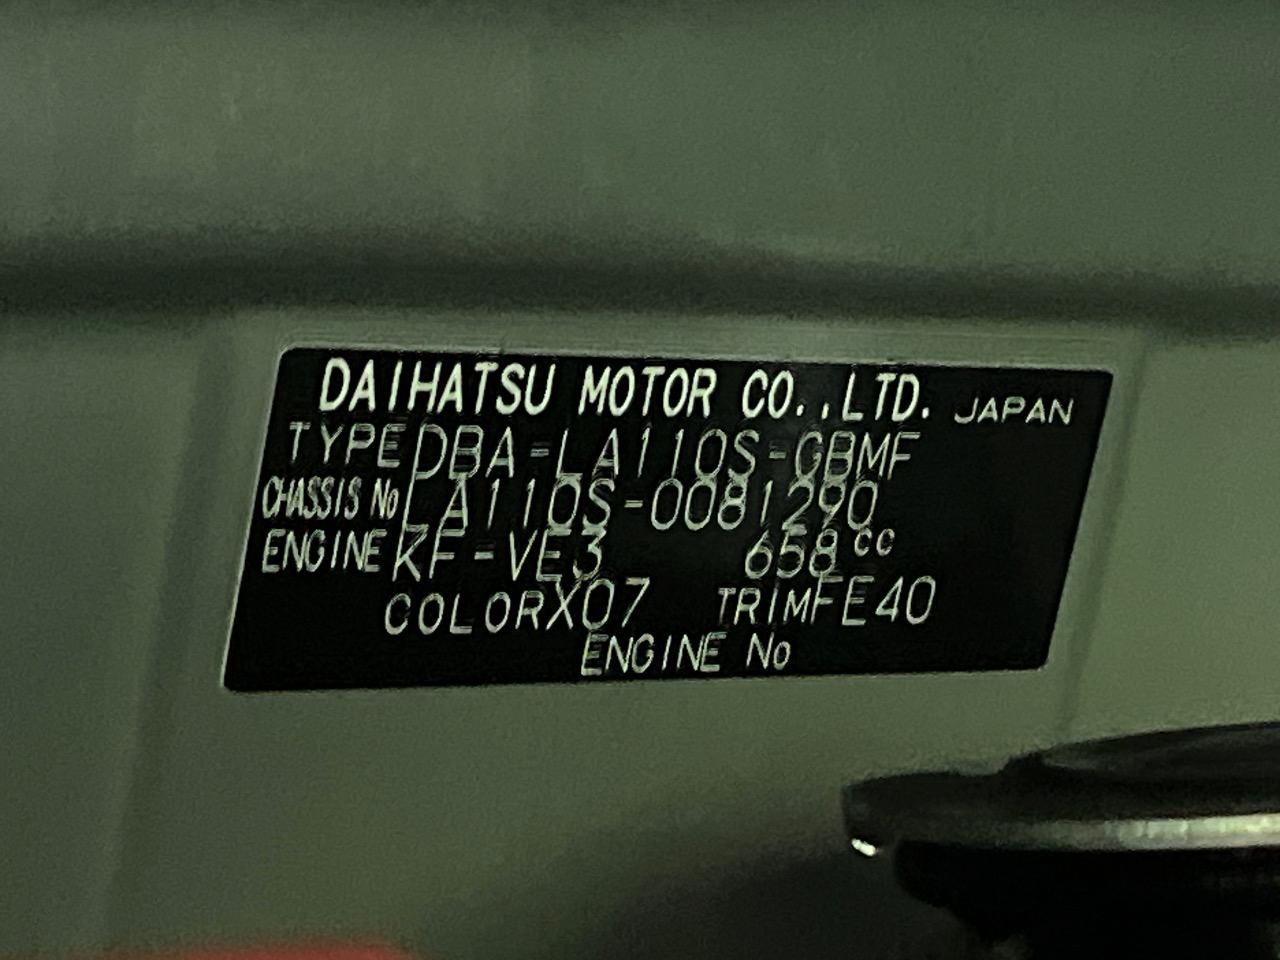 DAIHATSU MOTOR CO.,LTD. JAPAN
TYPE DBA-LA110S-GBMF
CHASSIS No LA110S-0081290
ENGINE KF-VE3 658cc
COLOR X07 TRIM FE40
ENGINE No